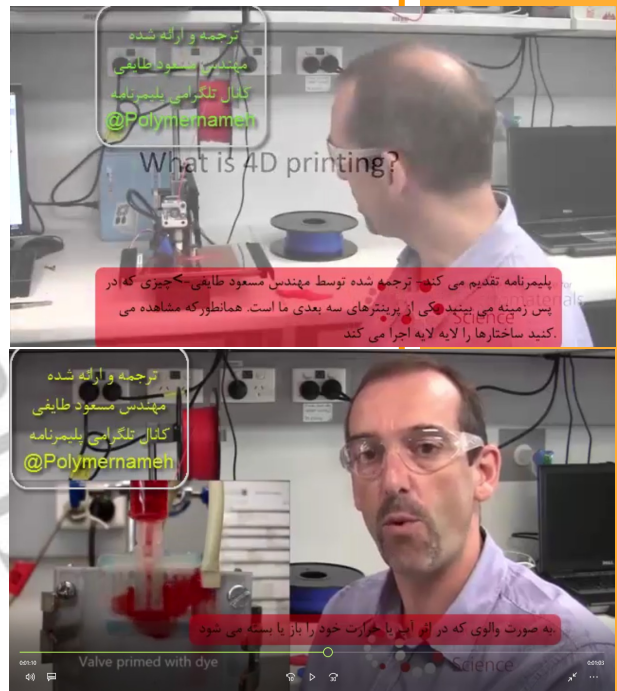 ترجمه و ارائه شده
مهندس مسعود طایفی
کانال تلگرامی پلیمرنامه
@Polymernameh
What is 4D printing?
پلیمرنامه تقدیم می کند- ترجمه شده توسط مهندس مسعود طایفی->چیزی که در
پس زمینه می بینید یکی از پرینترهای سه بعدی ما است. همانطورکه مشاهده می
کنید ساختارها را لایه لایه اجرا می کند.
materials
Science
ترجمه و ارائه شده
مهندس مسعود طایفی
کانال تلگرامی پلیمرنامه
@Polymernameh
به صورت والوی که در اثر آب یا حرارت خود را باز یا بسته می شود.
Science
0:01:10
0:01:03
Valve primed with dye
10
30